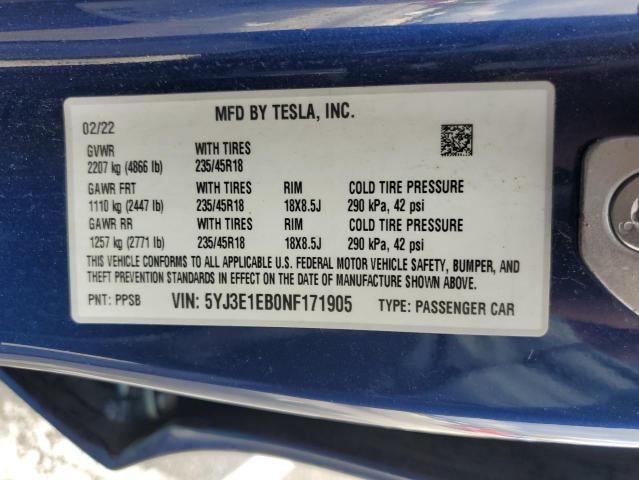 MFD BY TESLA, INC.
02/22
GVWR WITH TIRES
2207 kg (4866 lb) 235/45R18
GAWR FRT WITH TIRES RIM COLD TIRE PRESSURE
1110 kg (2447 lb) 235/45R18 18X8.5J 290 kPa, 42 psi
GAWR RR WITH TIRES RIM COLD TIRE PRESSURE
1257 kg (2771 lb) 235/45R18 18X8.5J 290 kPa, 42 psi
THIS VEHICLE CONFORMS TO ALL APPLICABLE U.S. FEDERAL MOTOR VEHICLE SAFETY, BUMPER, AND
THEFT PREVENTION STANDARDS IN EFFECT ON THE DATE OF MANUFACTURE SHOWN ABOVE.
PNT: PPSB VIN: 5YJ3E1EB0NF171905 TYPE: PASSENGER CAR